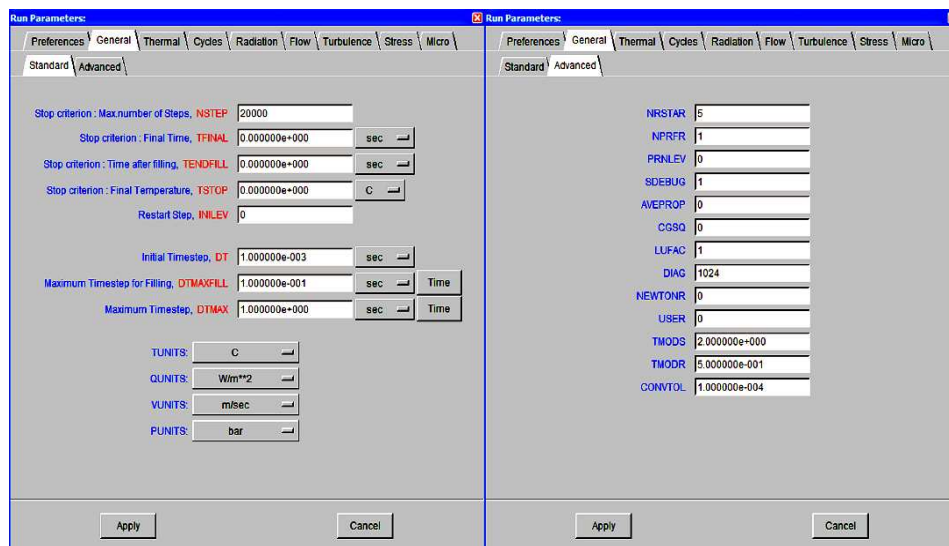 Run Parameters:
Preferences General Thermal Cycles Radiation Flow Turbulence Stress Micro
Standard Advanced
Stop criterion : Max.number of Steps, NSTEP 20000
Stop criterion : Final Time, TFINAL 0.000000e+000 sec
Stop criterion : Time after filling, TENDFILL 0.000000e+000 sec
Stop criterion : Final Temperature, TSTOP 0.000000e+000 C
Restart Step, INILEV 0
Initial Timestep, DT 1.000000e-003 sec
Maximum Timestep for Filling, DTMAXFILL 1.000000e-001 sec Time
Maximum Timestep, DTMAX 1.000000e+000 sec Time
TUNITS: C
QUNITS: W/m**2
VUNITS: m/sec
PUNITS: bar
Apply Cancel
Run Parameters:
Preferences General Thermal Cycles Radiation Flow Turbulence Stress Micro
Standard Advanced
NRSTAR 5
NPRFR 1
PRNLEV 0
SDEBUG 1
AVEPROP 0
CGSQ 0
LUFAC 1
DIAG 1024
NEWTONR 0
USER 0
TMODS 2.000000e+000
TMODR 5.000000e-001
CONVTOL 1.000000e-004
Apply Cancel